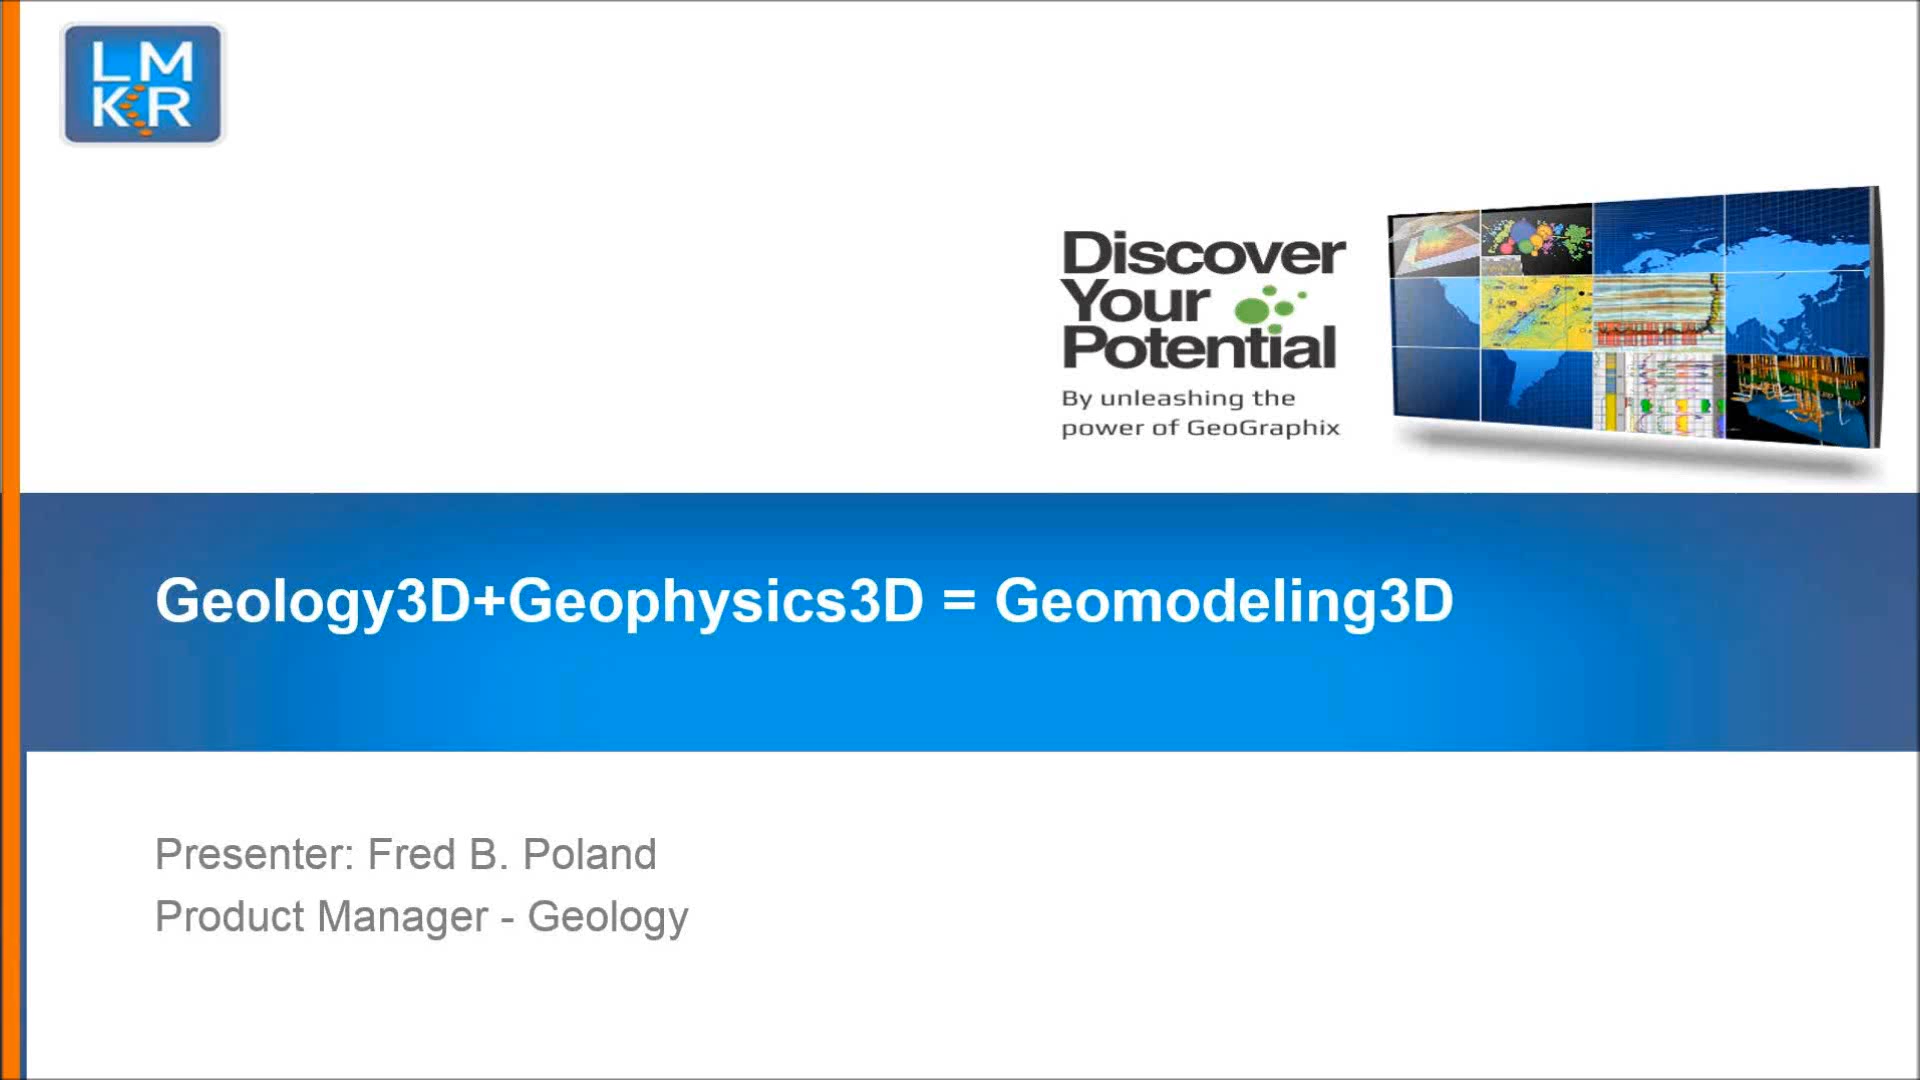 LM
KR
Discover
Your
Potential
By unleashing the
power of GeoGraphix
Geology3D+Geophysics3D = Geomodeling3D
Presenter: Fred B. Poland
Product Manager - Geology